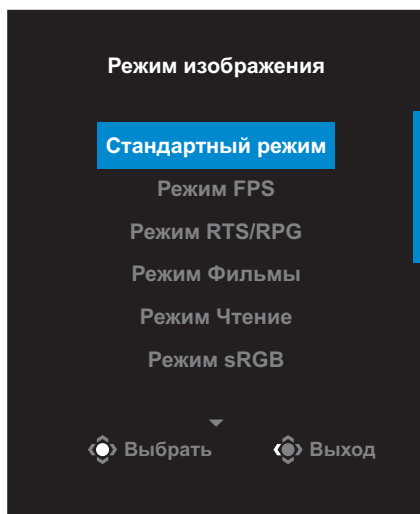 Режим изображения
Стандартный режим
Режим FPS
Режим RTS/RPG
Режим Фильмы
Режим Чтение
Режим sRGB
Выбрать Выход